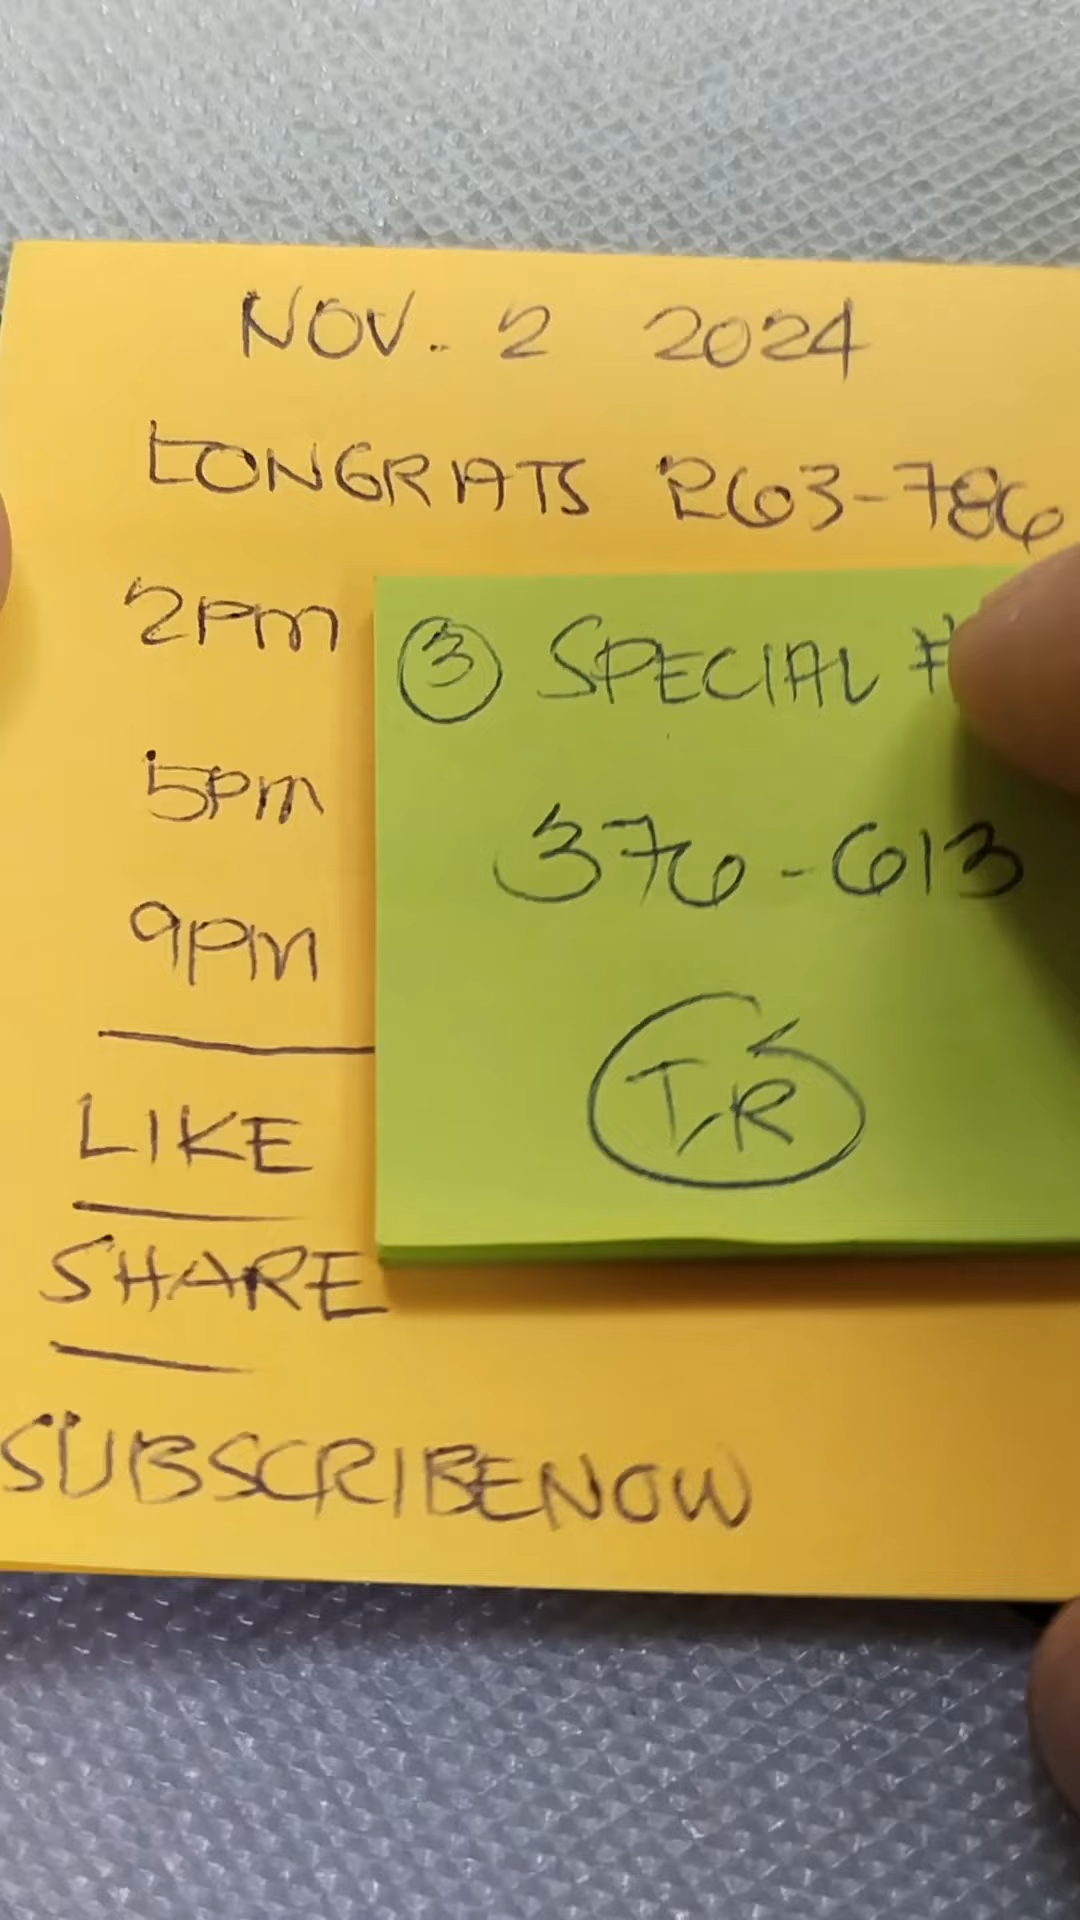 NOV. 2 2024
CONGRATS 263-786
2pm
5pm
9pm
③ SPECIAL #
376-613
T/R
LIKE
SHARE
SUBSCRIBENOW